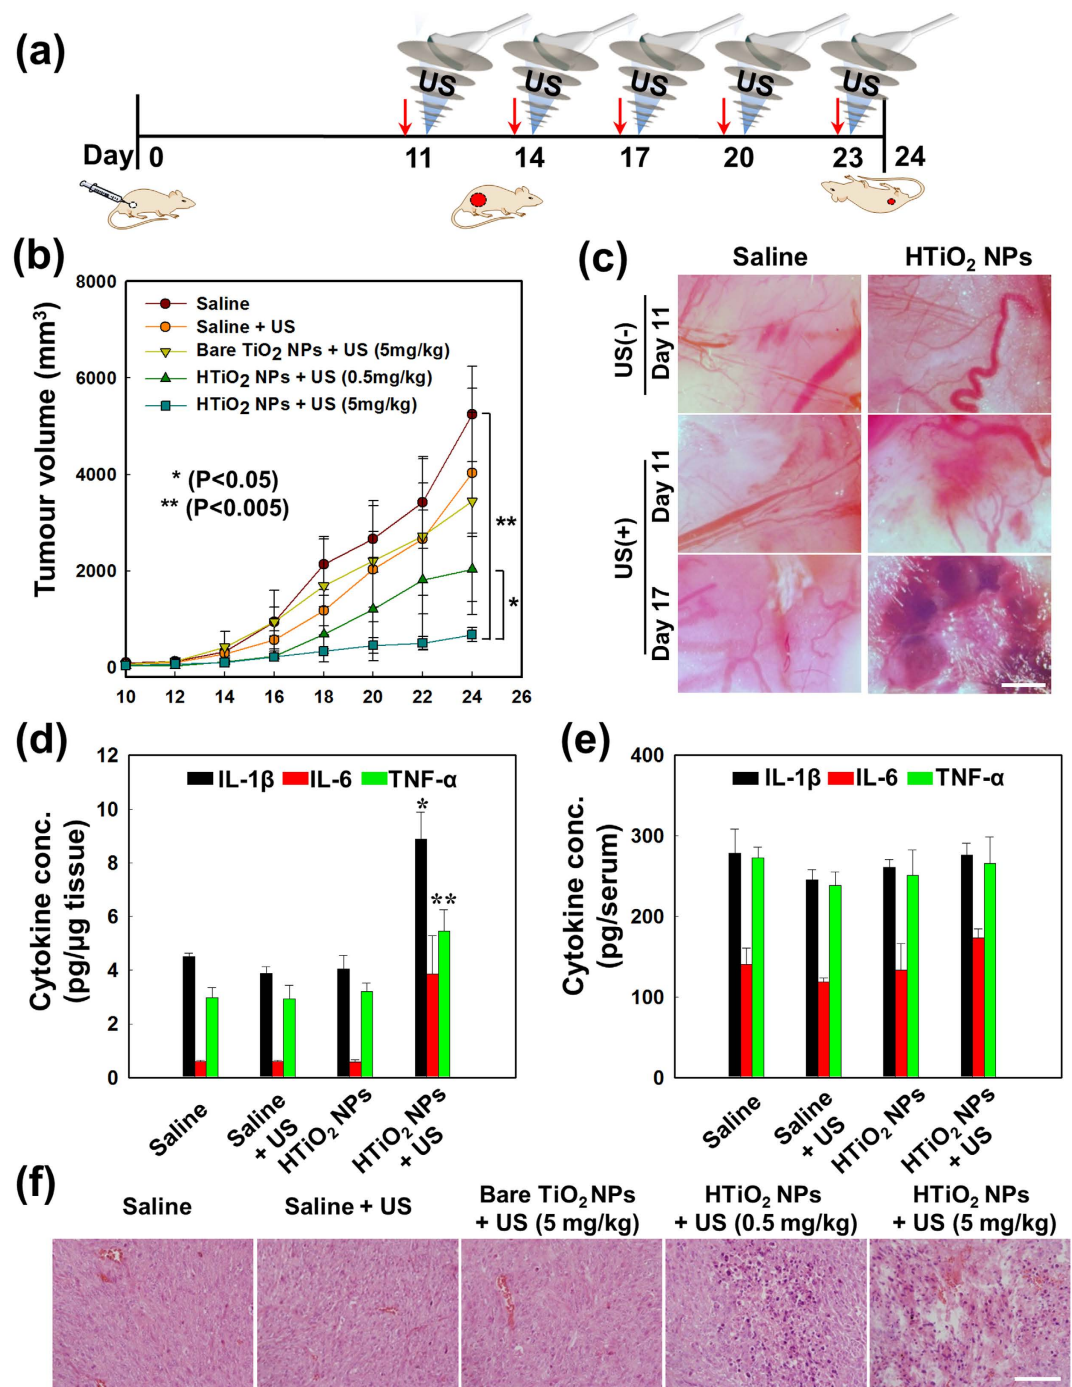 (a)
US US US US US
Day 0 11 14 17 20 23 24
(b)
Tumour volume (mm³)
8000
6000
4000
2000
0
10 12 14 16 18 20 22 24 26
Saline
Saline + US
Bare TiO₂ NPs + US (5mg/kg)
HTiO₂ NPs + US (0.5mg/kg)
HTiO₂ NPs + US (5mg/kg)
* (P<0.05)
** (P<0.005)
**
*
(c)
Saline HTiO₂ NPs
US(-)
Day 11
US(+)
Day 11
Day 17
(d)
Cytokine conc.
(pg/µg tissue)
12
10
8
6
4
2
0
IL-1β IL-6 TNF-α
*
**
Saline
Saline
+ US
HTiO₂ NPs
HTiO₂ NPs
+ US
(e)
Cytokine conc.
(pg/serum)
400
300
200
100
0
IL-1β IL-6 TNF-α
Saline
Saline
+ US
HTiO₂ NPs
HTiO₂ NPs
+ US
(f)
Saline
Saline + US
Bare TiO₂ NPs
+ US (5 mg/kg)
HTiO₂ NPs
+ US (0.5 mg/kg)
HTiO₂ NPs
+ US (5 mg/kg)